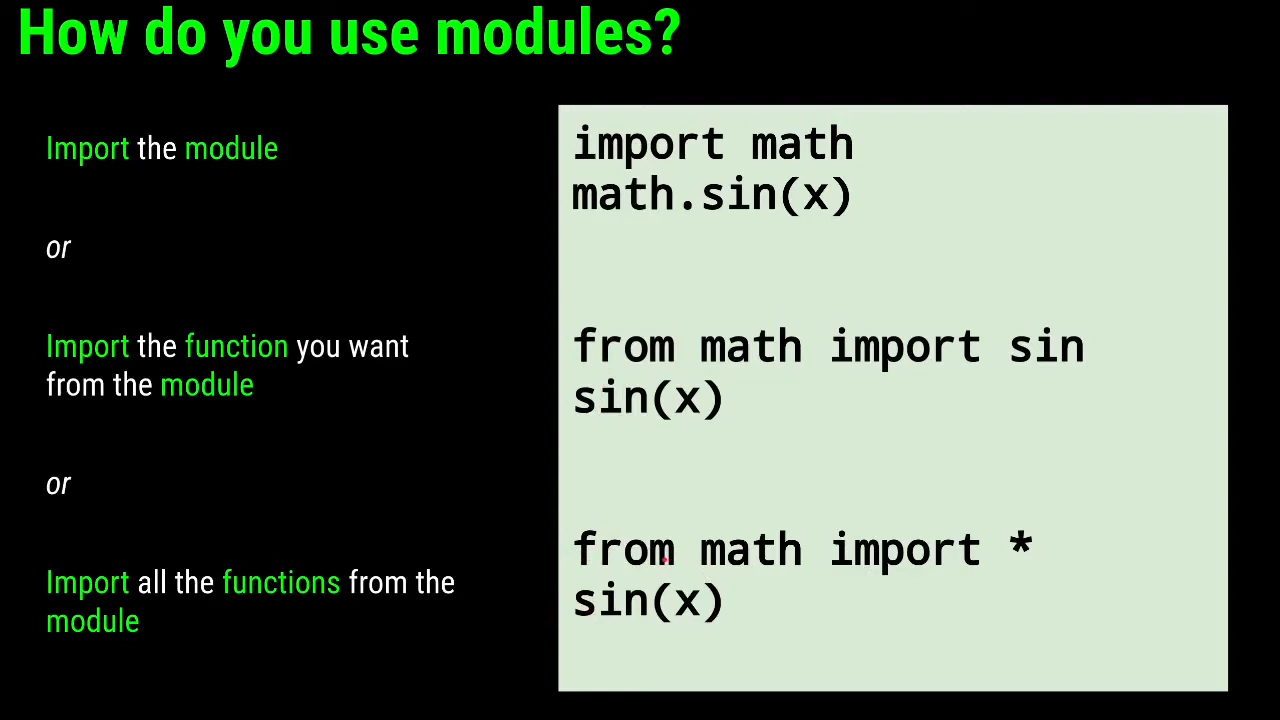 How do you use modules?
Import the module
or
Import the function you want
from the module
or
Import all the functions from the
module
import math
math.sin(x)
from math import sin
sin(x)
from math import *
sin(x)